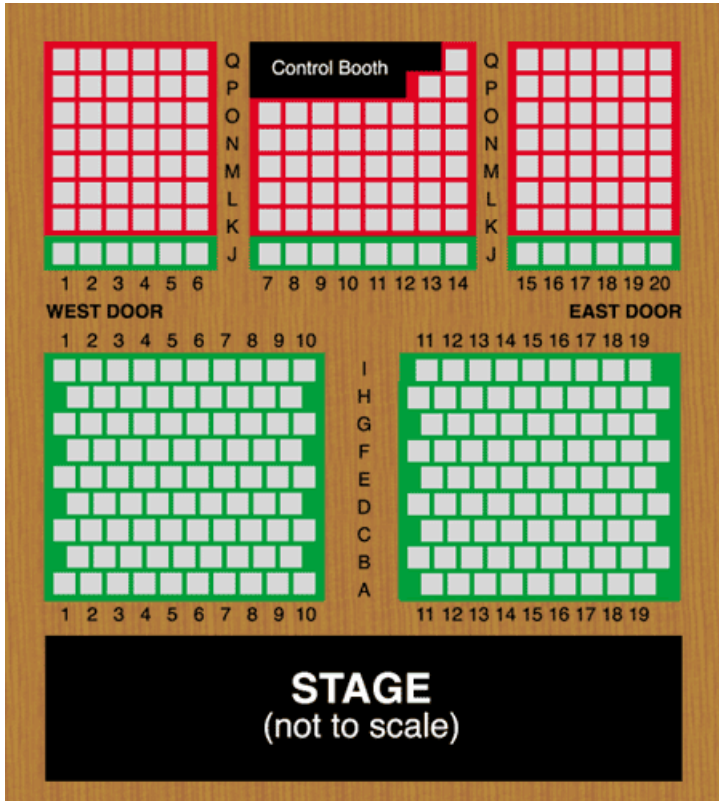 Q Control Booth Q
P P
O O
N N
M M
L L
K K
J J
1 2 3 4 5 6 7 8 9 10 11 12 13 14 15 16 17 18 19 20
WEST DOOR EAST DOOR
1 2 3 4 5 6 7 8 9 10 11 12 13 14 15 16 17 18 19
I
H
G
F
E
D
C
B
A
1 2 3 4 5 6 7 8 9 10 11 12 13 14 15 16 17 18 19
STAGE
(not to scale)